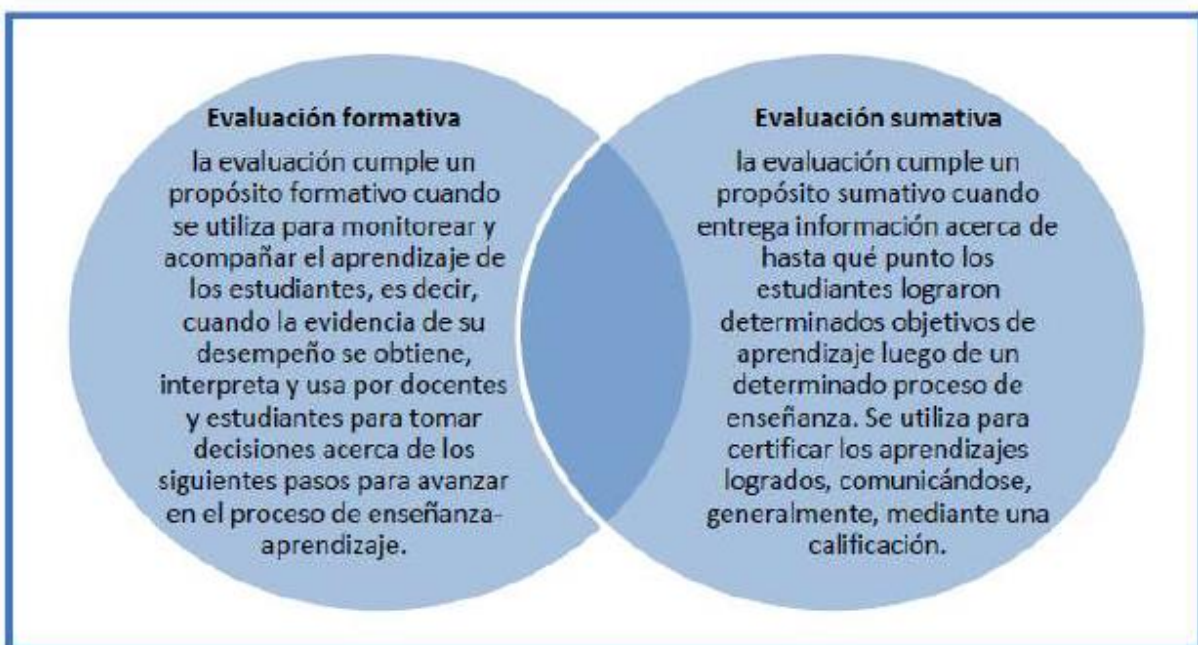 Evaluación formativa
la evaluación cumple un
propósito formativo cuando
se utiliza para monitorear y
acompañar el aprendizaje de
los estudiantes, es decir,
cuando la evidencia de su
desempeño se obtiene,
interpreta y usa por docentes
y estudiantes para tomar
decisiones acerca de los
siguientes pasos para avanzar
en el proceso de enseñanza-
aprendizaje.
Evaluación sumativa
la evaluación cumple un
propósito sumativo cuando
entrega información acerca de
hasta qué punto los
estudiantes lograron
determinados objetivos de
aprendizaje luego de un
determinado proceso de
enseñanza. Se utiliza para
certificar los aprendizajes
logrados, comunicándose,
generalmente, mediante una
calificación.